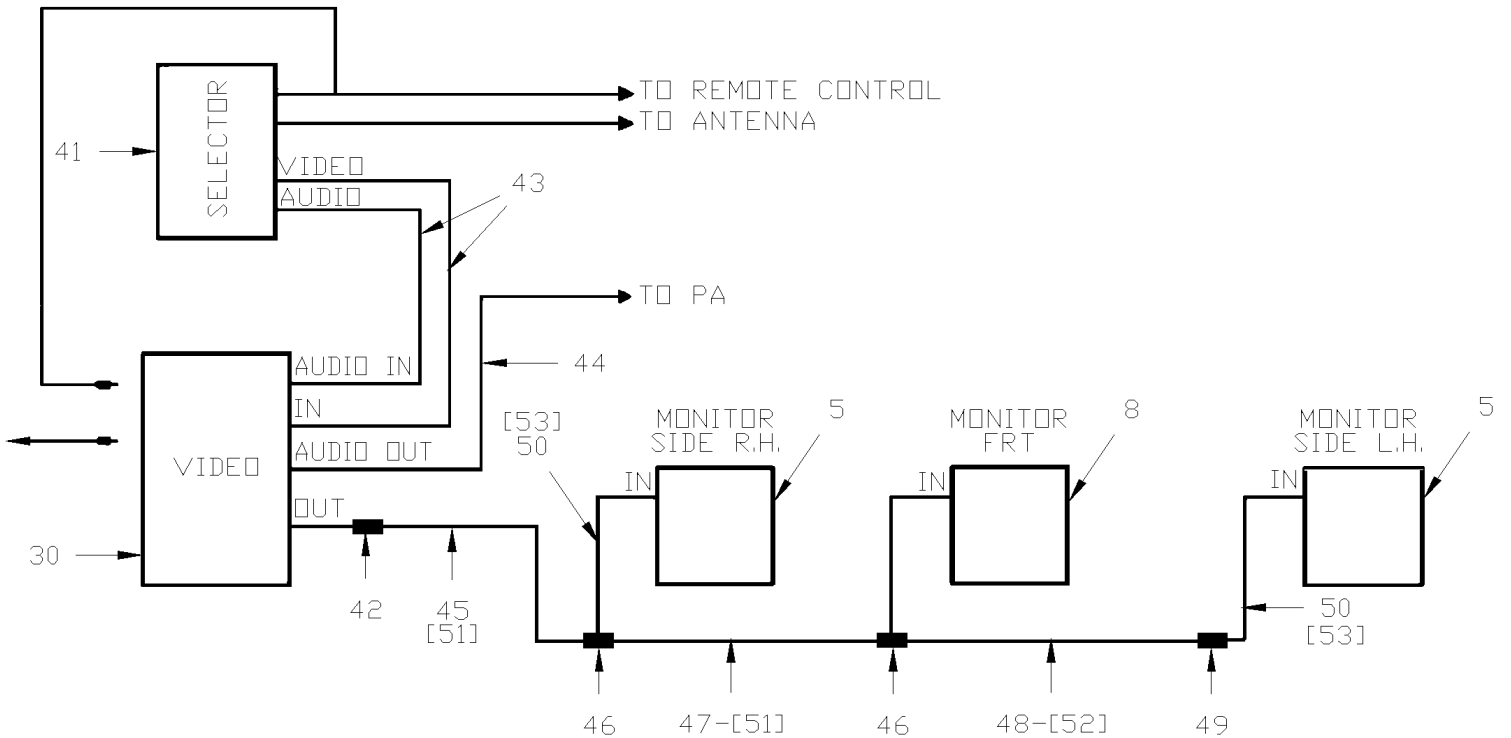 TO REMOTE CONTROL
TO ANTENNA
SELECTOR
41
VIDEO
AUDIO
43
TO PA
AUDIO IN
44
IN
AUDIO OUT
VIDEO
OUT
30
42
45
[51]
[53]
50
MONITOR
SIDE R.H.
5
IN
MONITOR
FRT
8
IN
MONITOR
SIDE L.H.
5
IN
50
[53]
46
47-[51]
46
48-[52]
49